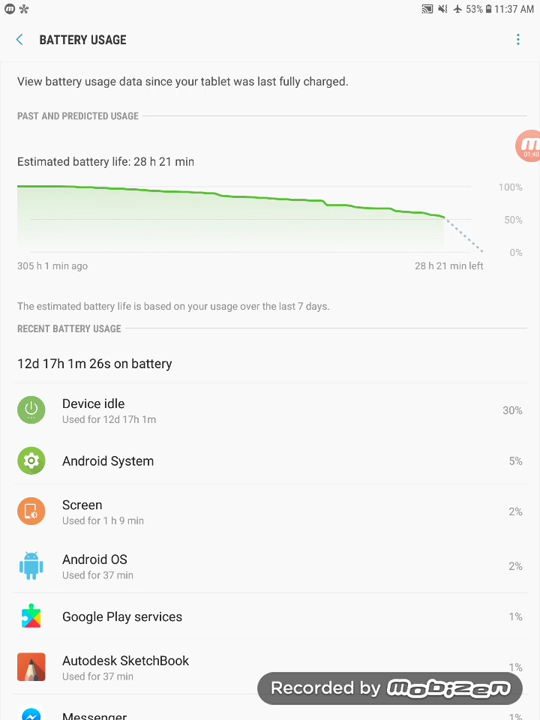 53% 11:37 AM
BATTERY USAGE
View battery usage data since your tablet was last fully charged.
PAST AND PREDICTED USAGE
01:40
Estimated battery life: 28 h 21 min
100%
50%
0%
305 h 1 min ago
28 h 21 min left
The estimated battery life is based on your usage over the last 7 days.
RECENT BATTERY USAGE
12d 17h 1m 26s on battery
Device idle
Used for 12d 17h 1m
30%
Android System
5%
Screen
Used for 1 h 9 min
2%
Android OS
Used for 37 min
2%
Google Play services
1%
Autodesk SketchBook
Used for 37 min
1%
Recorded by mobizen
Messenger
1%